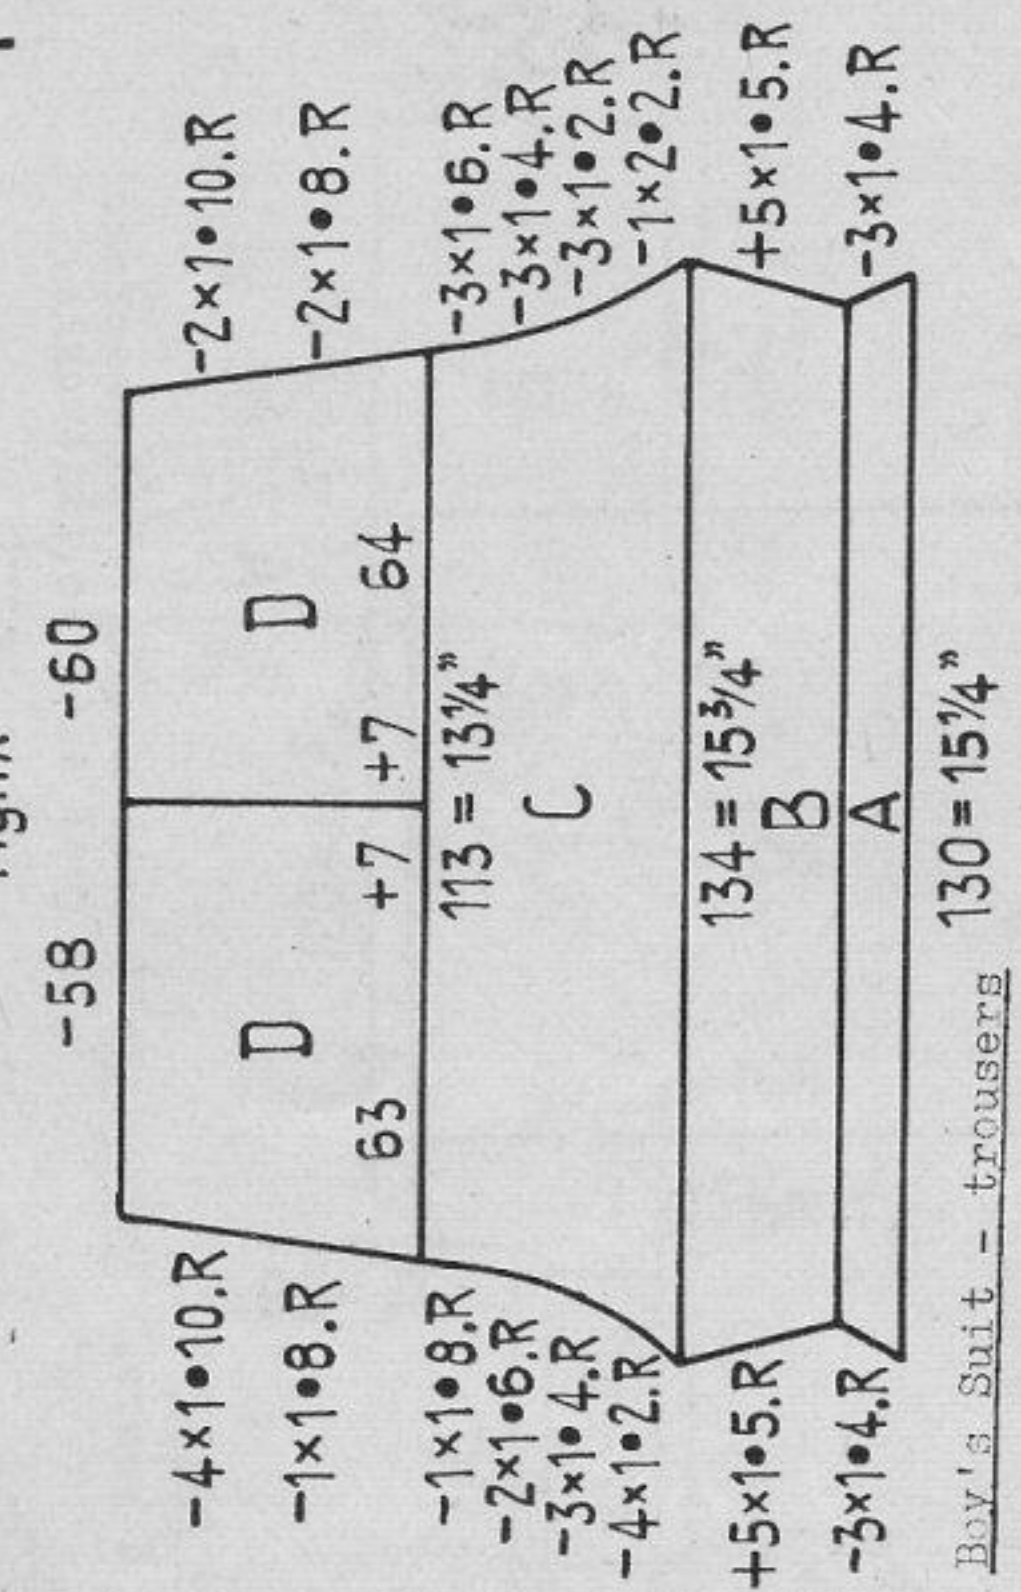 -58 -60
-4×1•10.R -2×1•10.R
D D
-1×1•8.R -2×1•8.R
63 +7 +7 64
-1×1•8.R 113 = 13¼" -3×1•6.R
-2×1•6.R -3×1•4.R
-3×1•4.R C -3×1•2.R
-4×1•2.R -1×2•2.R
134 = 15¾"
+5×1•5.R B +5×1•5.R
-3×1•4.R A -3×1•4.R
130 = 15¼"
Boy's Suit - trousers